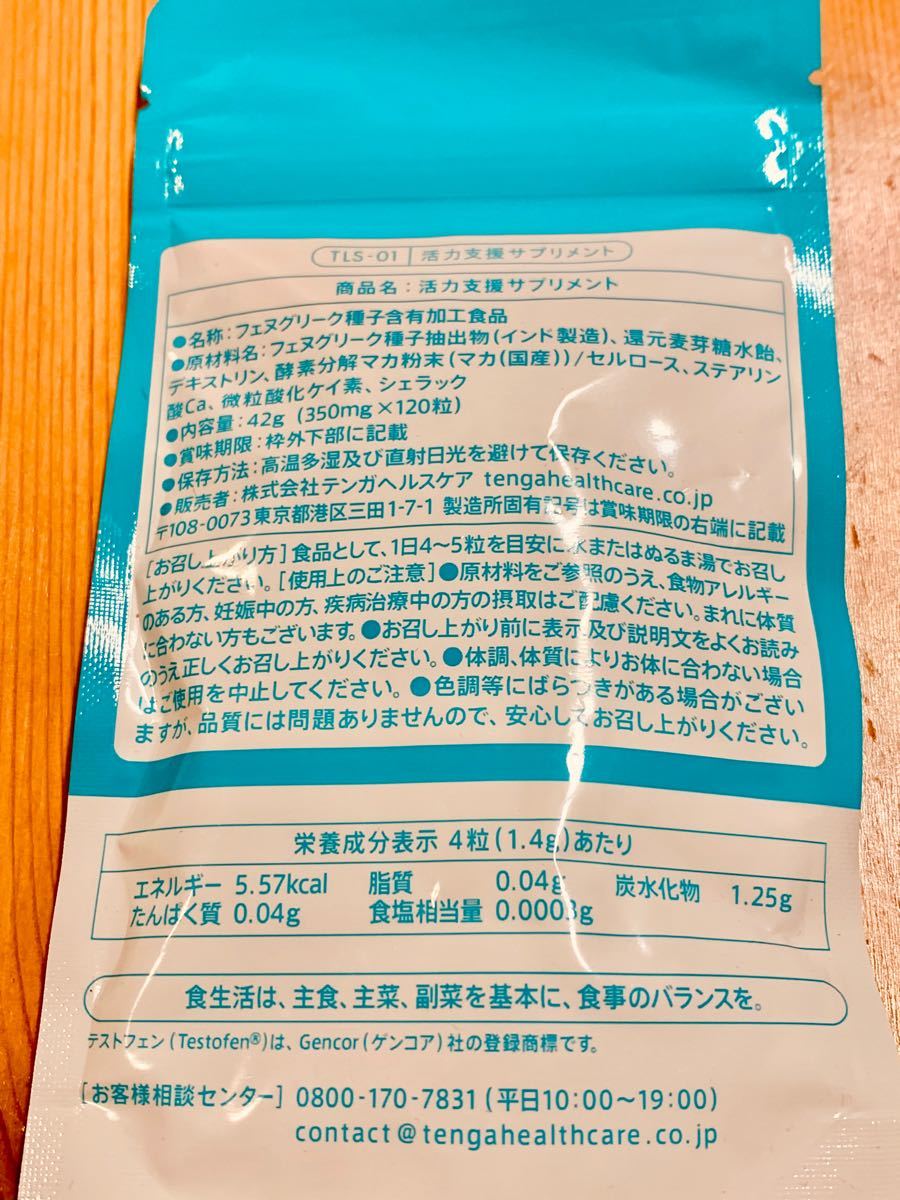 TLS-01 | 活力支援サプリメント
商品名：活力支援サプリメント
●名称：フェヌグリーク種子含有加工食品
●原材料名：フェヌグリーク種子抽出物(インド製造)、還元麦芽糖水飴、
デキストリン、酵素分解マカ粉末(マカ(国産))/セルロース、ステアリン
酸Ca、微粒酸化ケイ素、シェラック
●内容量：42g (350mg×120粒)
●賞味期限：枠外下部に記載
●保存方法：高温多湿及び直射日光を避けて保存ください。
●販売者：株式会社テンガヘルスケア tengahealthcare.co.jp
〒108-0073東京都港区三田1-7-1 製造所固有記号は賞味期限の右端に記載
[お召し上がり方]食品として、1日4〜5粒を目安に水またはぬるま湯でお召し
上がりください。[使用上のご注意]●原材料をご参照のうえ、食物アレルギー
のある方、妊娠中の方、疾病治療中の方の摂取はご配慮ください。まれに体質
に合わない方もございます。●お召し上がり前に表示及び説明文をよくお読み
のうえ正しくお召し上がりください。●体調、体質によりお体に合わない場合
はご使用を中止してください。●色調等にばらつきがある場合がござい
ますが、品質には問題ありませんので、安心してお召し上がりください。
栄養成分表示 4粒(1.4g)あたり
エネルギー 5.57kcal 脂質 0.04g 炭水化物 1.25g
たんぱく質 0.04g 食塩相当量 0.0003g
食生活は、主食、主菜、副菜を基本に、食事のバランスを。
テストフェン(Testofen®)は、Gencor(ゲンコア)社の登録商標です。
[お客様相談センター] 0800-170-7831(平日10:00〜19:00)
contact@tengahealthcare.co.jp